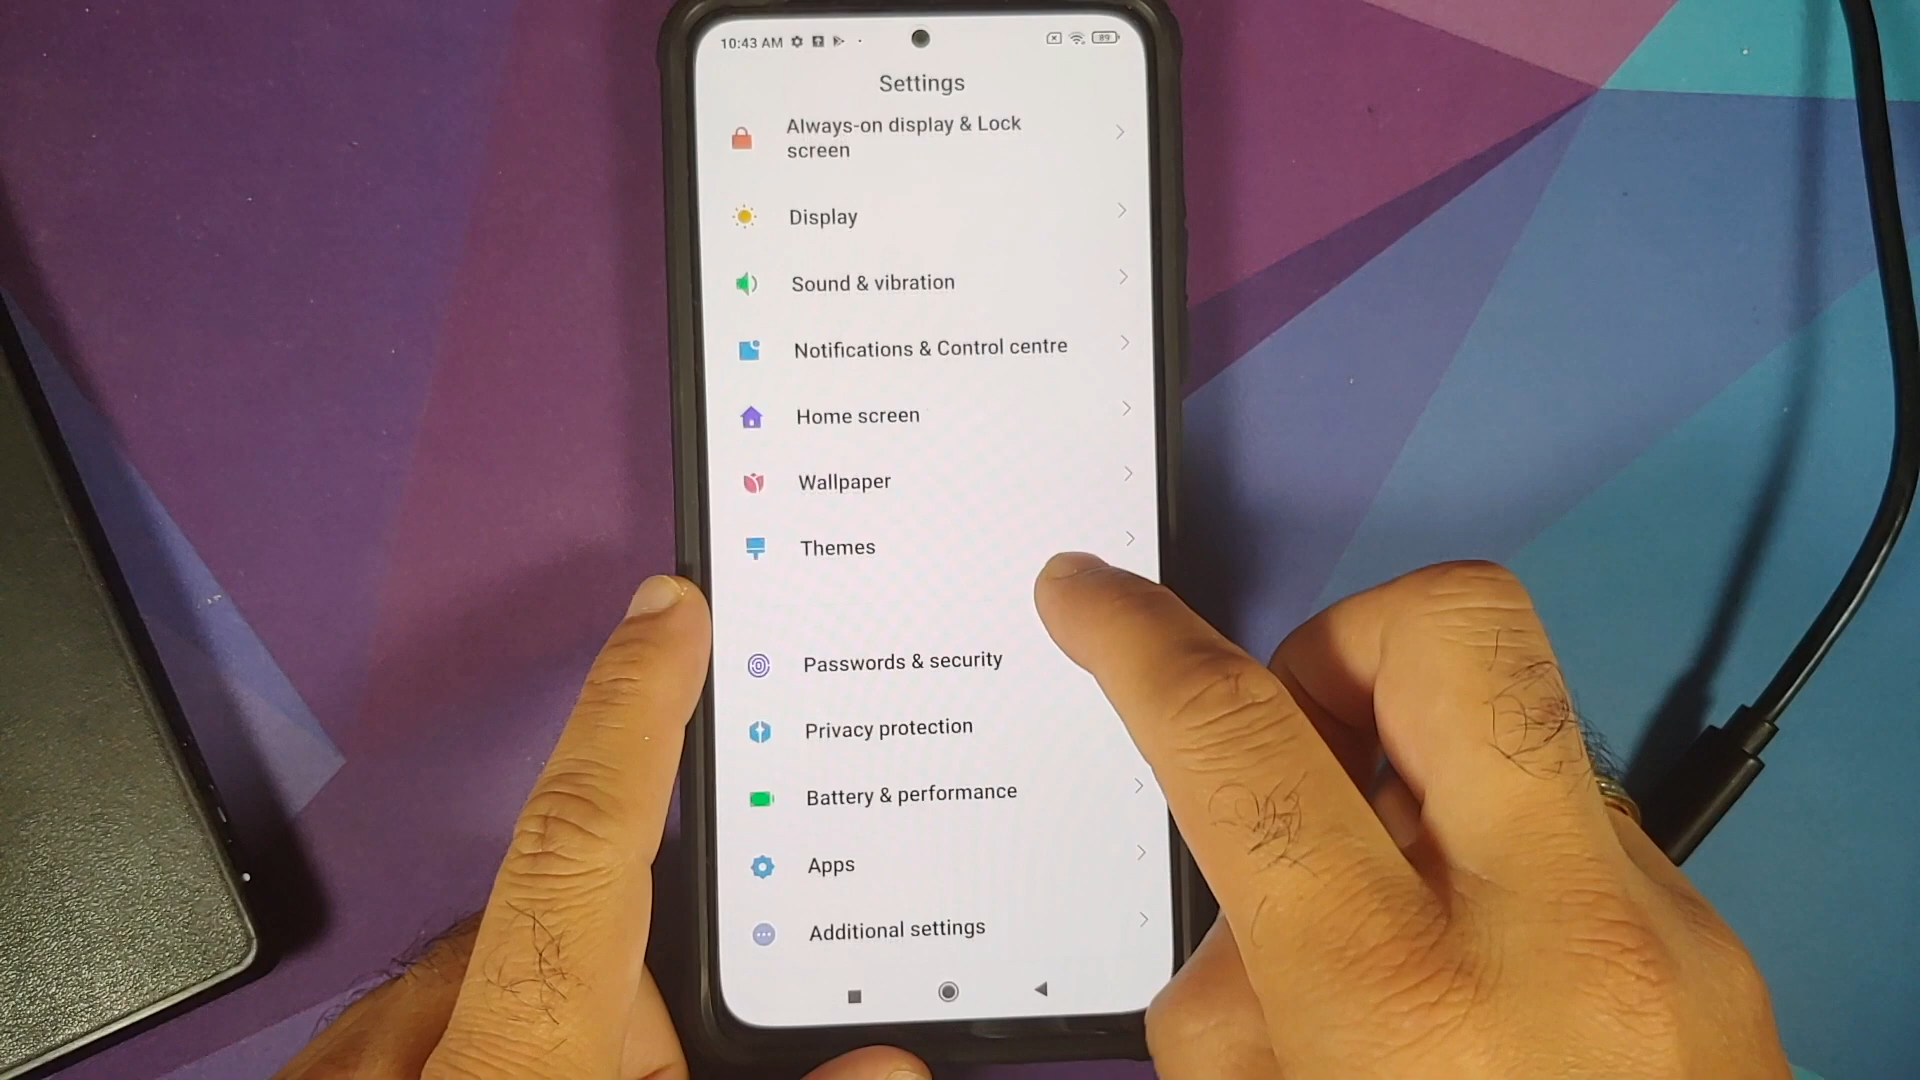 10:43 AM
89
Settings
Always-on display & Lock
screen
Display
Sound & vibration
Notifications & Control centre
Home screen
Wallpaper
Themes
Passwords & security
Privacy protection
Battery & performance
Apps
Additional settings